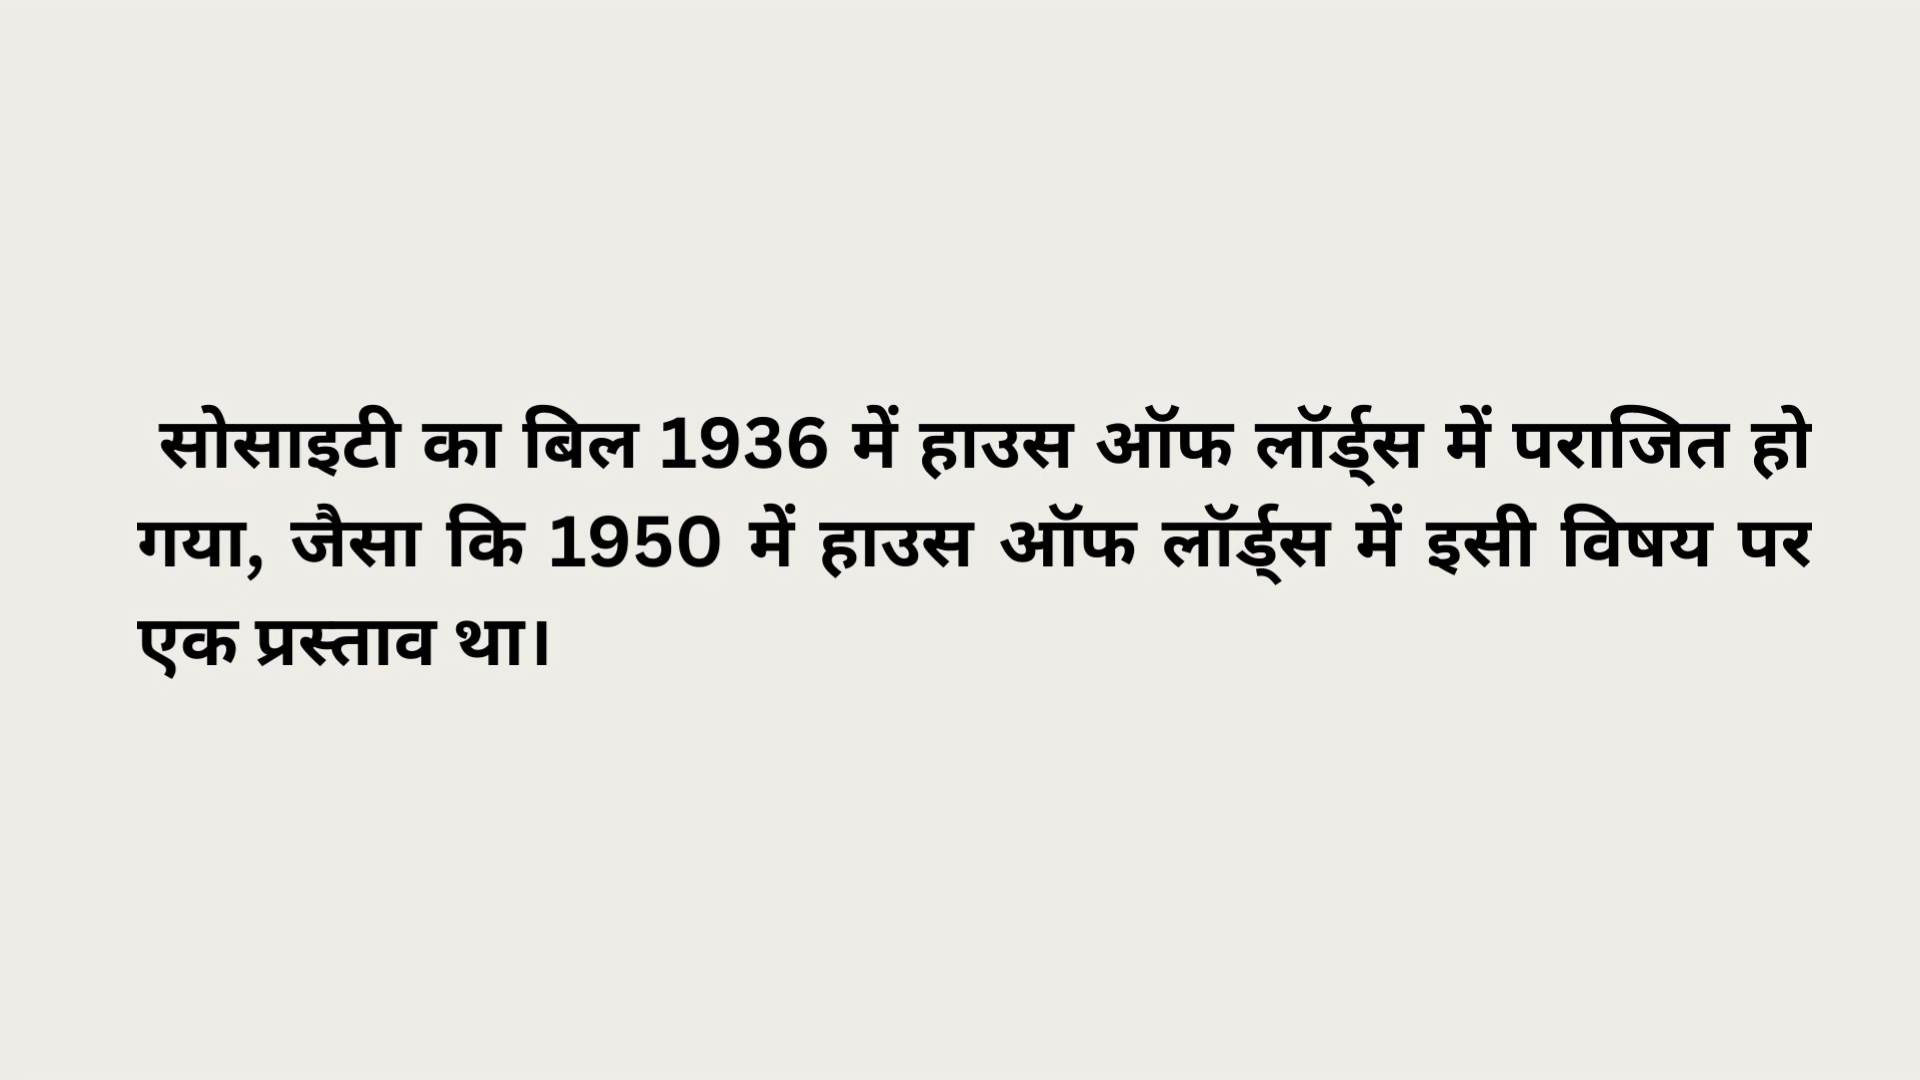 सोसाइटी का बिल 1936 में हाउस ऑफ लॉर्ड्स में पराजित हो
गया, जैसा कि 1950 में हाउस ऑफ लॉर्ड्स में इसी विषय पर
एक प्रस्ताव था।